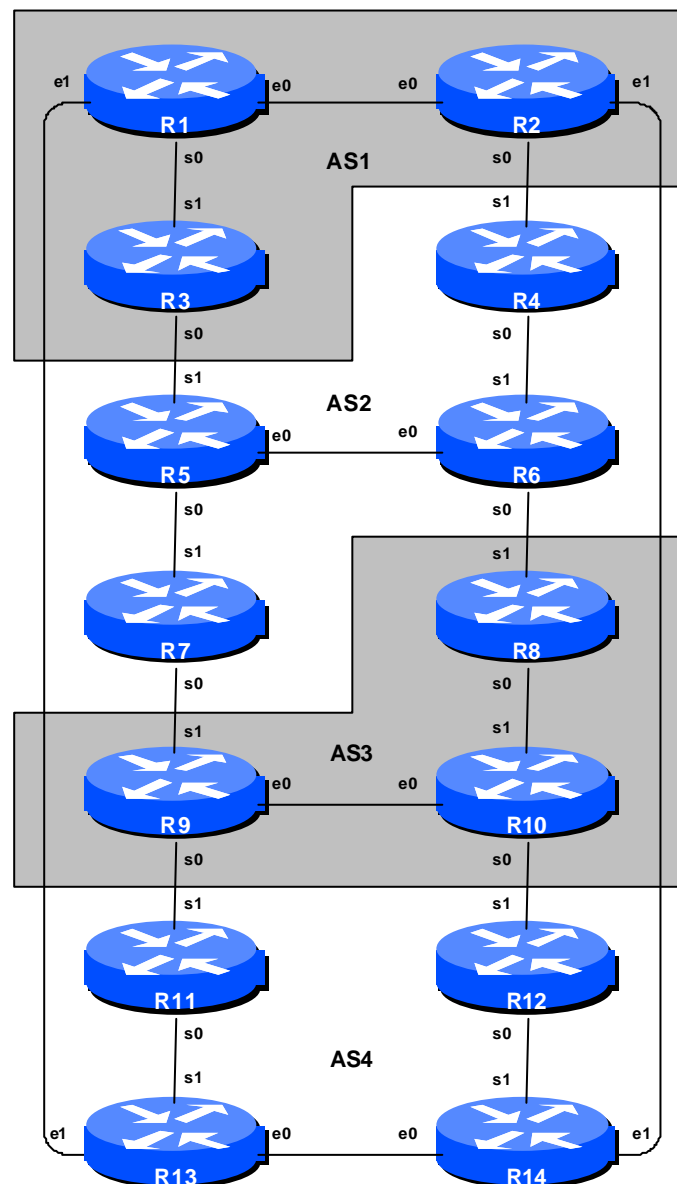 e1 e0 e0 e1
R1 R2
s0 AS1 s0
s1 s1
R3 R4
s0 s0
s1 AS2 s1
e0 e0
R5 R6
s0 s0
s1 s1
R7 R8
s0 s0
s1 AS3 s1
e0 e0
R9 R10
s0 s0
s1 s1
R11 R12
s0 s0
AS4
s1 s1
e1 e0 e0 e1
R13 R14